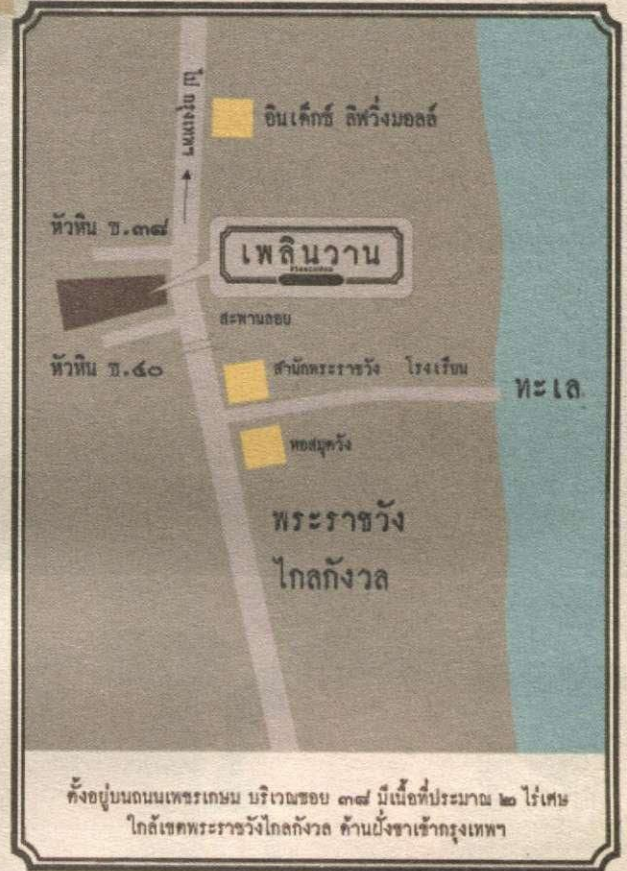 ไป กรุงเทพฯ
อินเด็กซ์ ลิฟวิ่งมอลล์
หัวหิน ซ.๓๘
เพลินวาน
สะพานลอย
หัวหิน ซ.๔๐
สำนักพระราชวัง โรงเรียน
ทะเล
หอสมุดวัง
พระราชวัง
ไกลกังวล
ตั้งอยู่บนถนนเพชรเกษม บริเวณซอย ๓๘ มีเนื้อที่ประมาณ ๒ ไร่เศษ
ใกล้เขตพระราชวังไกลกังวล ด้านฝั่งขาเข้ากรุงเทพฯ